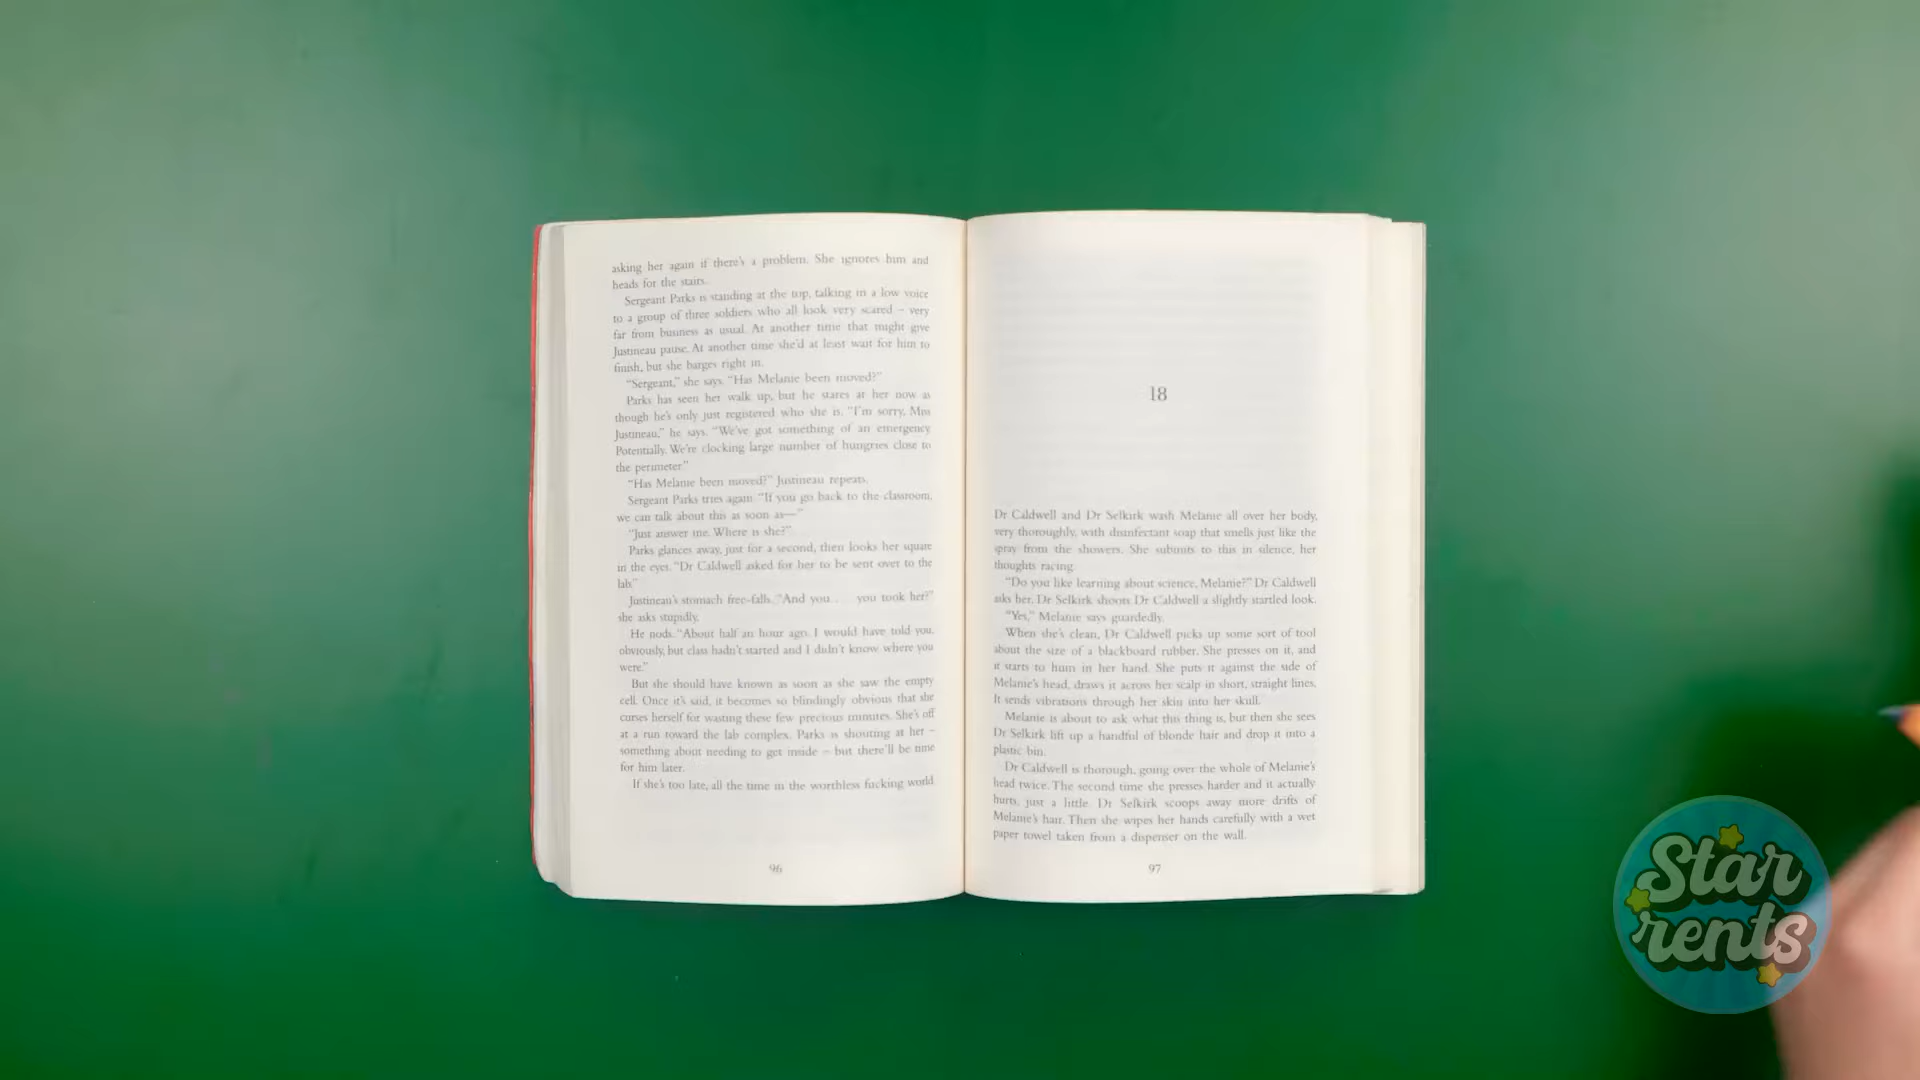 asking her again if there's a problem. She ignores him and
heads for the stairs.
Sergeant Parks is standing at the top, talking in a low voice
to a group of three soldiers who all look very scared – very
far from business as usual. At another time that might give
Justineau pause. At another time she'd at least wait for him to
finish, but she barges right in.
“Sergeant,” she says. “Has Melanie been moved?”
Parks has seen her walk up, but he stares at her now as
though he's only just registered who she is. “I'm sorry, Miss
Justineau,” he says. “We've got something of an emergency.
Potentially. We're clocking large number of hungries close to
the perimeter.”
“Has Melanie been moved?” Justineau repeats.
Sergeant Parks tries again. “If you go back to the classroom,
we can talk about this as soon as—”
“Just answer me. Where is she?”
Parks glances away, just for a second, then looks her square
in the eyes. “Dr Caldwell asked for her to be sent over to the
lab.”
Justineau's stomach free-falls. “And you . . . you took her?”
she asks stupidly.
He nods. “About half an hour ago. I would have told you,
obviously, but class hadn't started and I didn't know where you
were.”
But she should have known as soon as she saw the empty
cell. Once it's said, it becomes so blindingly obvious that she
curses herself for wasting these few precious minutes. She's off
at a run toward the lab complex. Parks is shouting at her –
something about needing to get inside – but there'll be time
for him later.
If she's too late, all the time in the worthless fucking world
96
18
Dr Caldwell and Dr Selkirk wash Melanie all over her body,
very thoroughly, with disinfectant soap that smells just like the
spray from the showers. She submits to this in silence, her
thoughts racing.
“Do you like learning about science, Melanie?” Dr Caldwell
asks her. Dr Selkirk shoots Dr Caldwell a slightly startled look.
“Yes,” Melanie says guardedly.
When she's clean, Dr Caldwell picks up some sort of tool
about the size of a blackboard rubber. She presses on it, and
it starts to hum in her hand. She puts it against the side of
Melanie's head, draws it across her scalp in short, straight lines.
It sends vibrations through her skin into her skull.
Melanie is about to ask what this thing is, but then she sees
Dr Selkirk lift up a handful of blonde hair and drop it into a
plastic bin.
Dr Caldwell is thorough, going over the whole of Melanie's
head twice. The second time she presses harder and it actually
hurts, just a little. Dr Selkirk scoops away more drifts of
Melanie's hair. Then she wipes her hands carefully with a wet
paper towel taken from a dispenser on the wall.
97
Star
rents